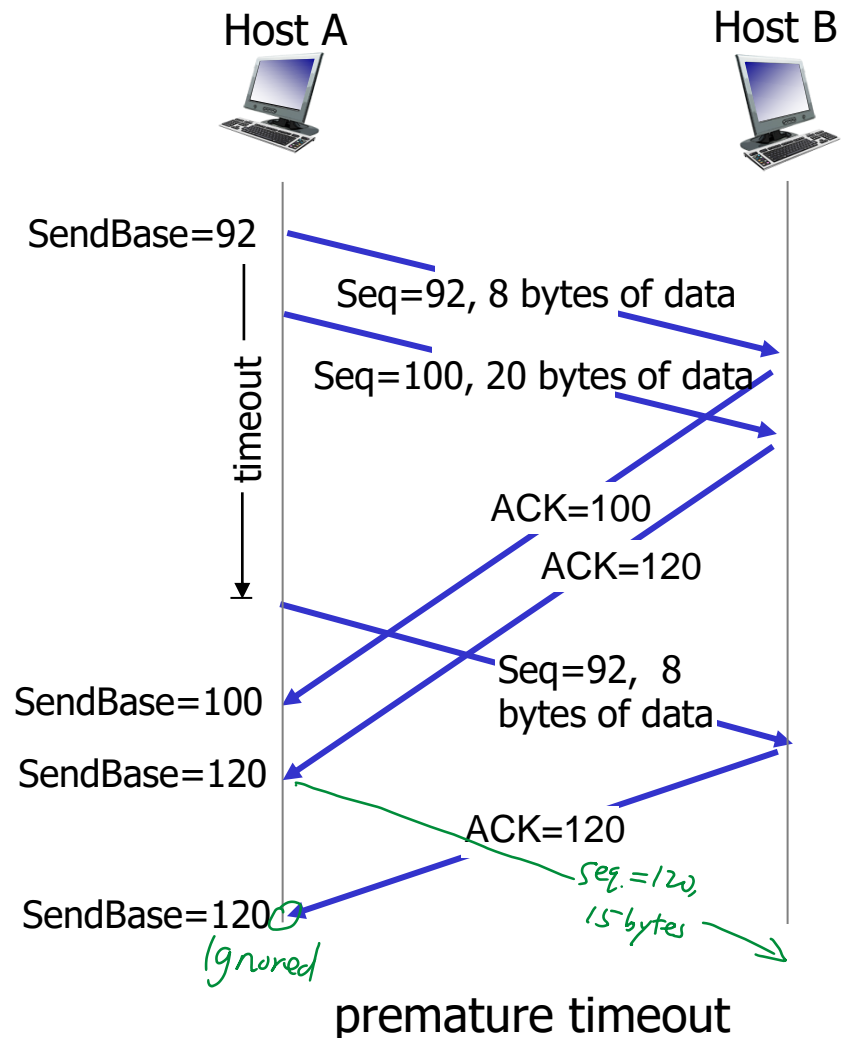 Host A
Host B
SendBase=92
Seq=92, 8 bytes of data
Seq=100, 20 bytes of data
timeout
ACK=100
ACK=120
Seq=92,  8
bytes of data
SendBase=100
SendBase=120
ACK=120
seq.=120,
15 bytes
SendBase=120
Ignored
premature timeout